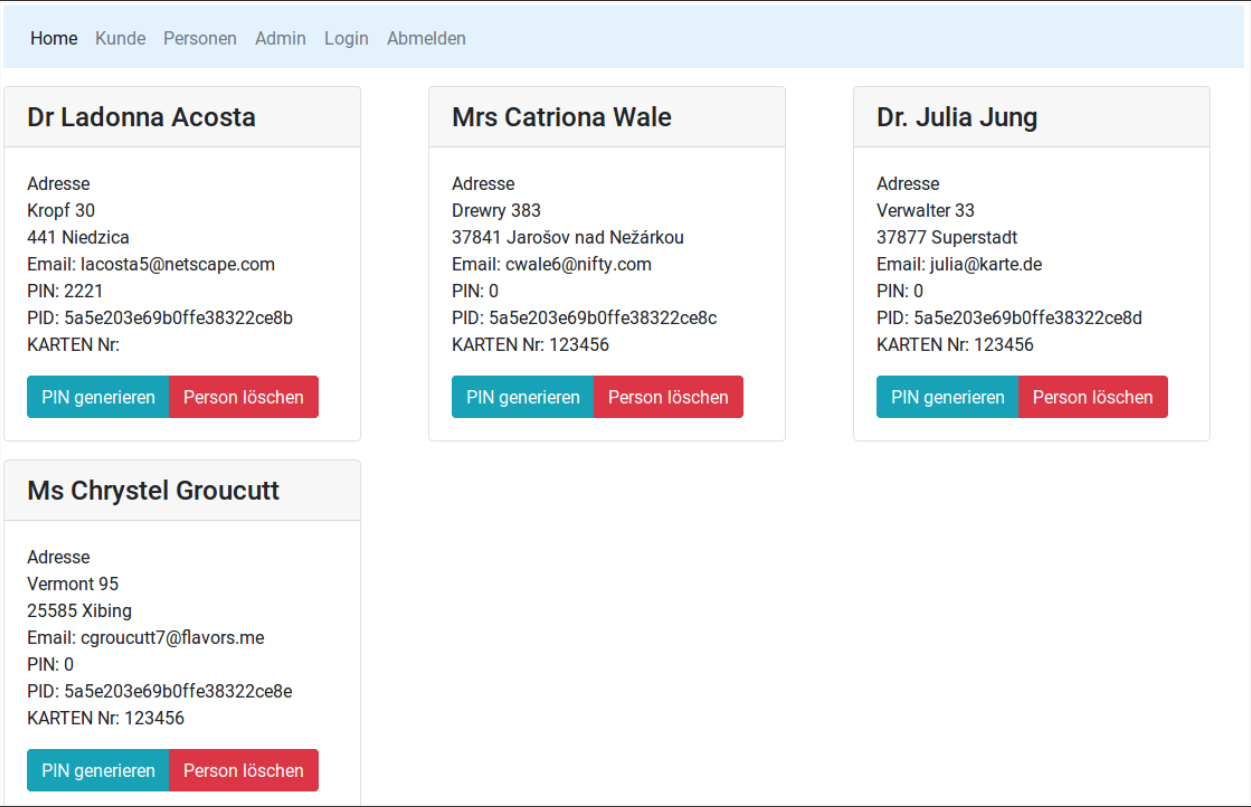 Home Kunde Personen Admin Login Abmelden
Dr Ladonna Acosta
Adresse
Kropf 30
441 Niedzica
Email: lacosta5@netscape.com
PIN: 2221
PID: 5a5e203e69b0ffe38322ce8b
KARTEN Nr:
PIN generieren Person löschen
Mrs Catriona Wale
Adresse
Drewry 383
37841 Jarošov nad Nežárkou
Email: cwale6@nifty.com
PIN: 0
PID: 5a5e203e69b0ffe38322ce8c
KARTEN Nr: 123456
PIN generieren Person löschen
Dr. Julia Jung
Adresse
Verwalter 33
37877 Superstadt
Email: julia@karte.de
PIN: 0
PID: 5a5e203e69b0ffe38322ce8d
KARTEN Nr: 123456
PIN generieren Person löschen
Ms Chrystel Groucutt
Adresse
Vermont 95
25585 Xibing
Email: cgroucutt7@flavors.me
PIN: 0
PID: 5a5e203e69b0ffe38322ce8e
KARTEN Nr: 123456
PIN generieren Person löschen